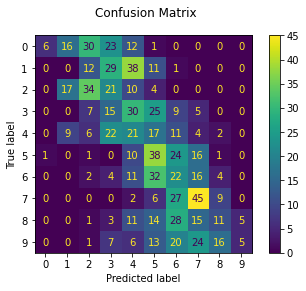 Confusion Matrix
0 6 16 30 23 12 1 0 0 0 0
1 0 0 12 29 38 11 1 0 0 0
2 0 17 34 21 10 4 0 0 0 0
3 0 0 7 15 30 25 9 5 0 0
4 0 9 6 22 21 17 11 4 2 0
5 1 0 1 0 10 38 24 16 1 0
6 0 0 2 4 11 32 22 16 4 0
7 0 0 0 0 2 6 27 45 9 0
8 0 0 1 3 11 14 28 15 11 5
9 0 0 1 7 6 13 20 24 16 5
0 1 2 3 4 5 6 7 8 9
Predicted label
True label
45
40
35
30
25
20
15
10
5
0